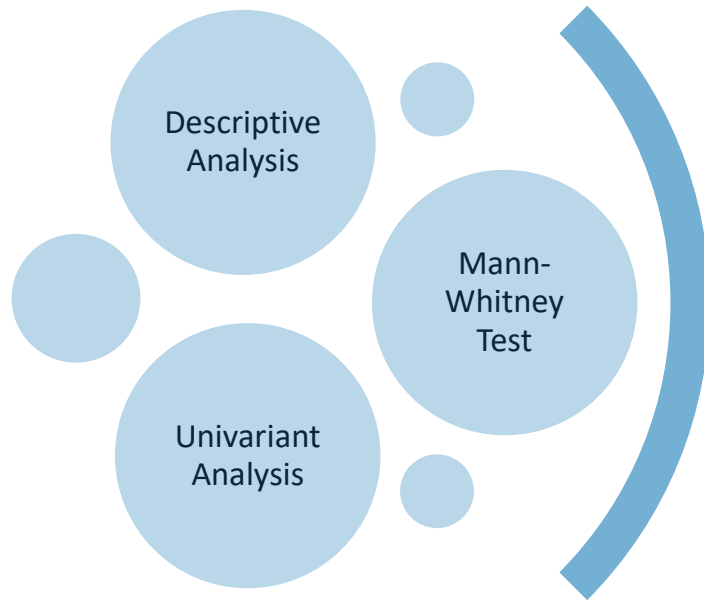 Descriptive
Analysis
Mann-
Whitney
Test
Univariant
Analysis